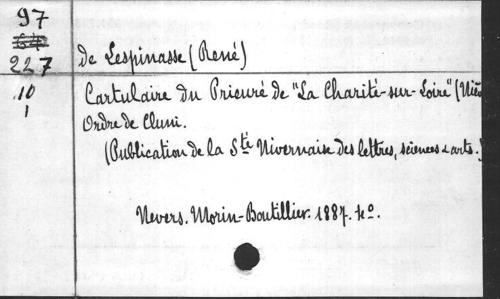 97
227
10
1
de Lespinasse (René)
Cartulaire du Prieuré de "La Charité-sur-Loire" (Niè
Ordre de Cluni.
(Publication de la Sté Nivernaise des lettres, sciences & arts.)
Nevers. Morin-Boutillier. 1887. 4º.